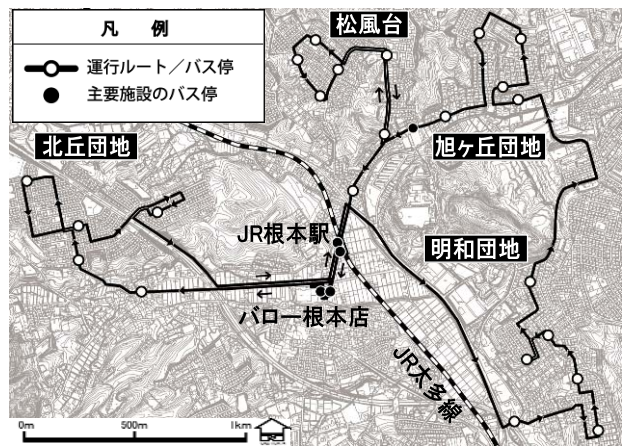 凡 例
運行ルート／バス停
主要施設のバス停
松風台
北丘団地
旭ヶ丘団地
JR根本駅
明和団地
バロー根本店
JR太多線
0m 500m 1km